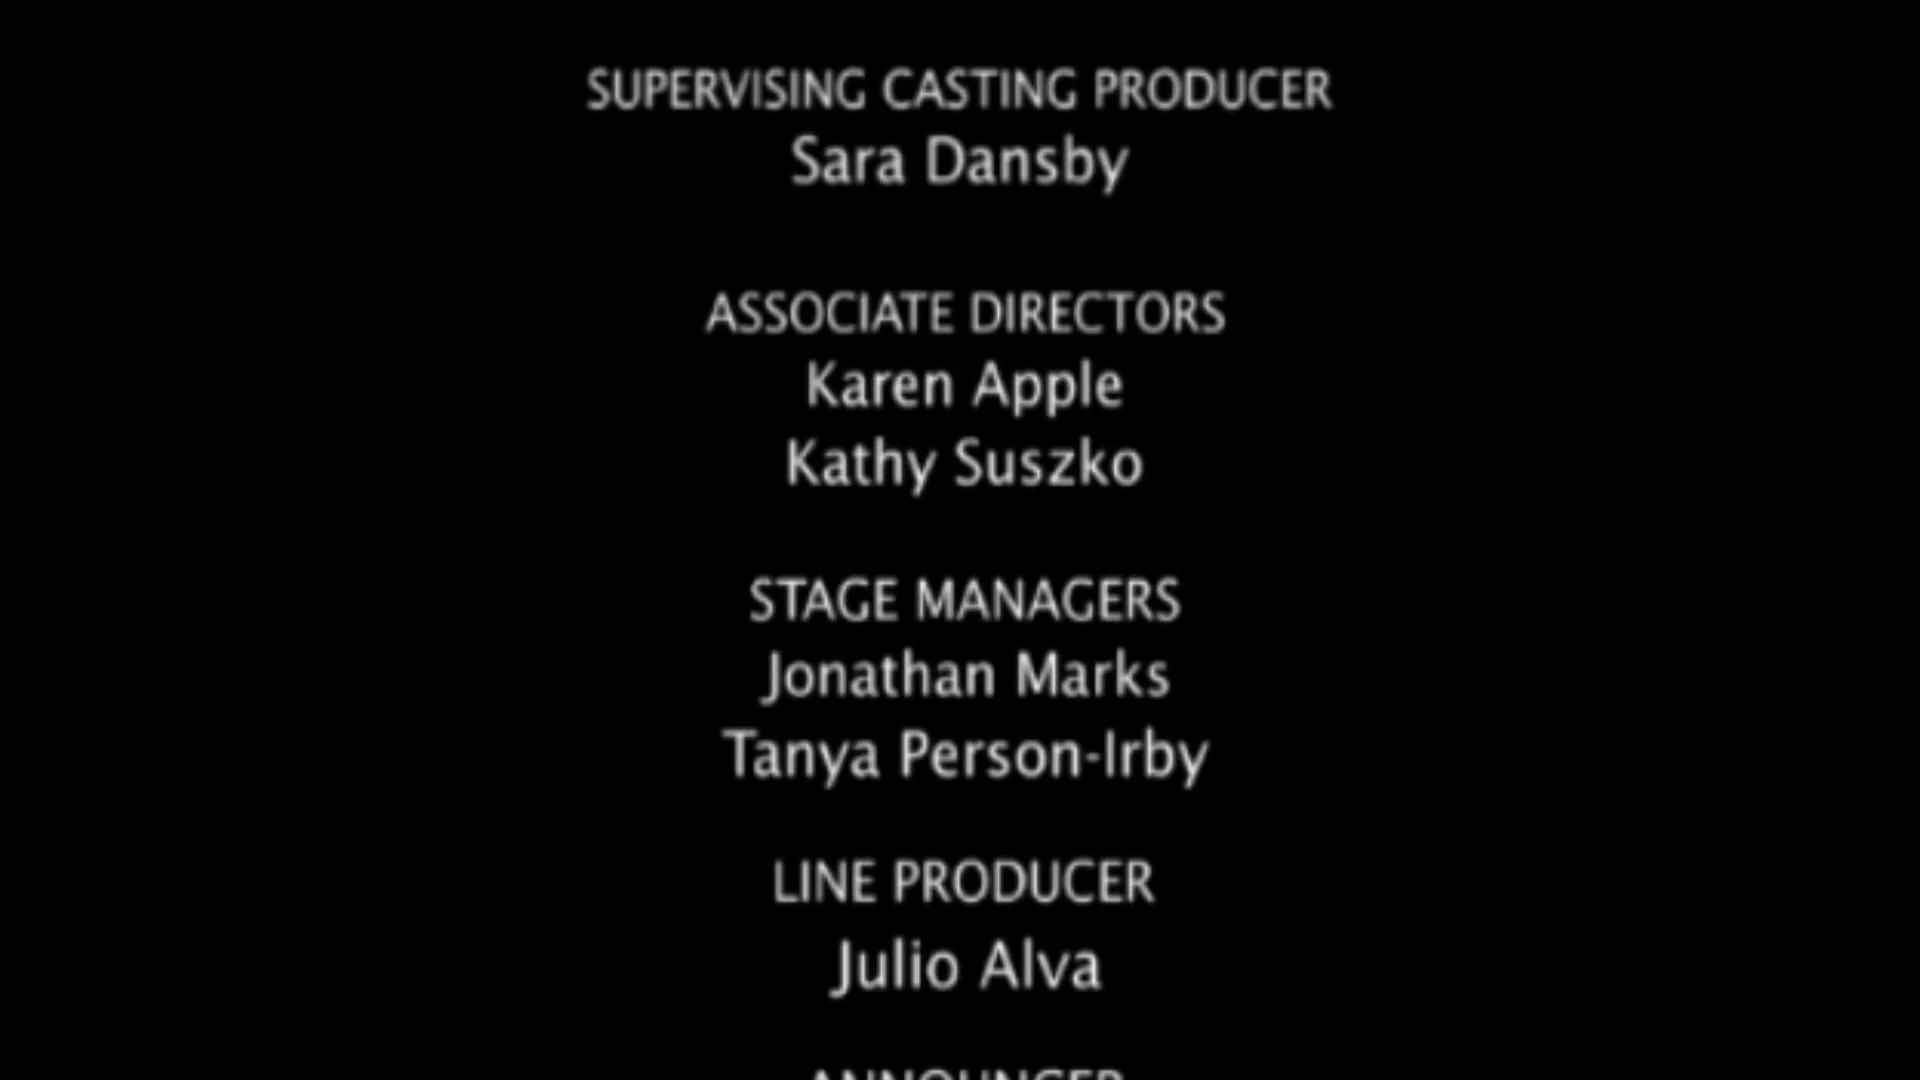 SUPERVISING CASTING PRODUCER
Sara Dansby
ASSOCIATE DIRECTORS
Karen Apple
Kathy Suszko
STAGE MANAGERS
Jonathan Marks
Tanya Person-Irby
LINE PRODUCER
Julio Alva
ANNOUNCER